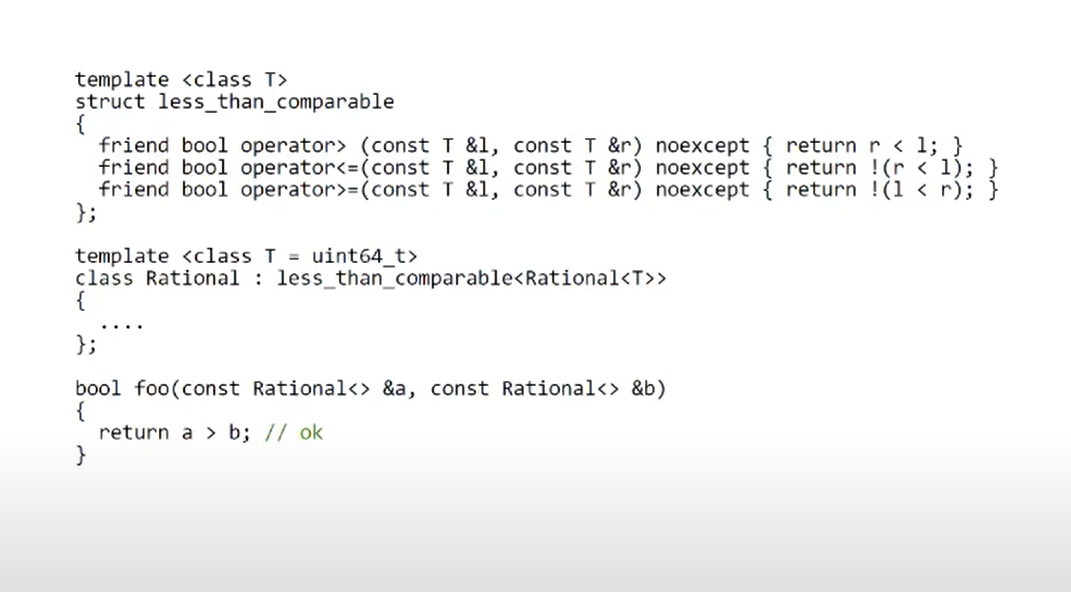 template <class T>
struct less_than_comparable
{
  friend bool operator> (const T &l, const T &r) noexcept { return r < l; }
  friend bool operator<=(const T &l, const T &r) noexcept { return !(r < l); }
  friend bool operator>=(const T &l, const T &r) noexcept { return !(l < r); }
};
template <class T = uint64_t>
class Rational : less_than_comparable<Rational<T>>
{
  ....
};
bool foo(const Rational<> &a, const Rational<> &b)
{
  return a > b; // ok
}